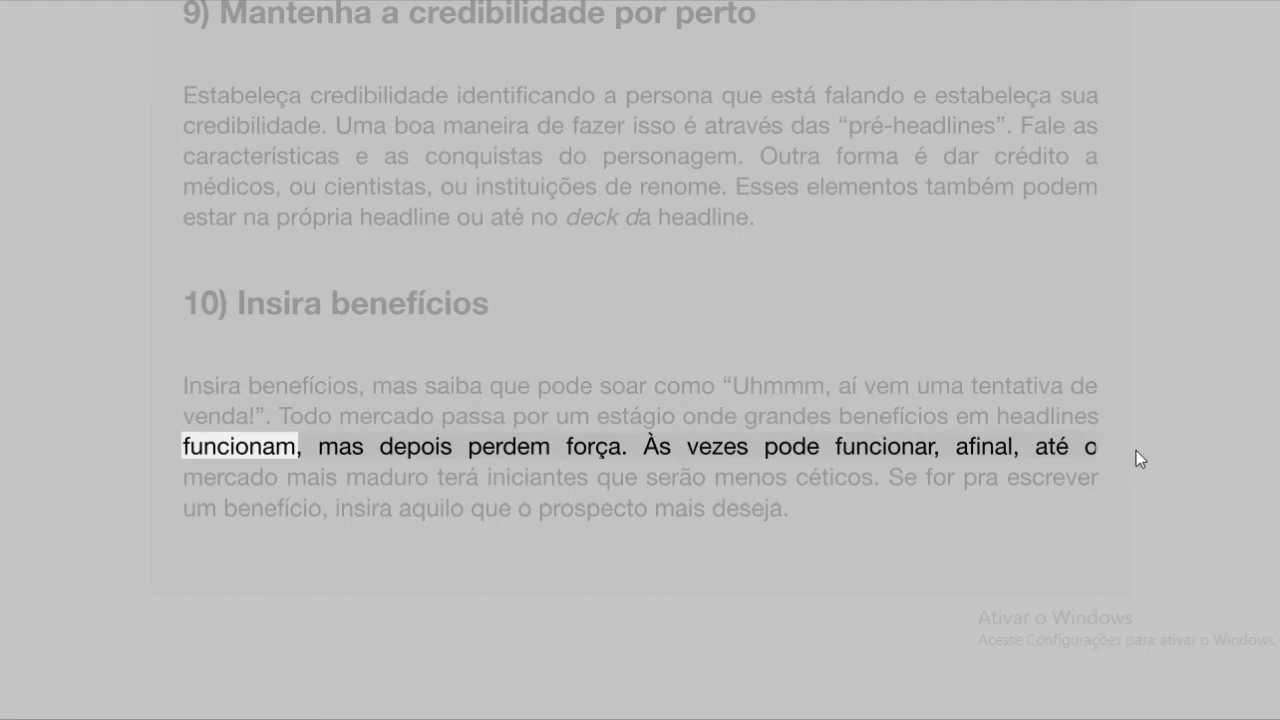 9) Mantenha a credibilidade por perto
Estabeleça credibilidade identificando a persona que está falando e estabeleça sua
credibilidade. Uma boa maneira de fazer isso é através das “pré-headlines”. Fale as
características e as conquistas do personagem. Outra forma é dar crédito a
médicos, ou cientistas, ou instituições de renome. Esses elementos também podem
estar na própria headline ou até no deck da headline.
10) Insira benefícios
Insira benefícios, mas saiba que pode soar como “Uhmmm, aí vem uma tentativa de
venda!”. Todo mercado passa por um estágio onde grandes benefícios em headlines
funcionam, mas depois perdem força. Às vezes pode funcionar, afinal, até o
mercado mais maduro terá iniciantes que serão menos céticos. Se for pra escrever
um benefício, insira aquilo que o prospecto mais deseja.
Ativar o Windows
Acesse Configurações para ativar o Windows.